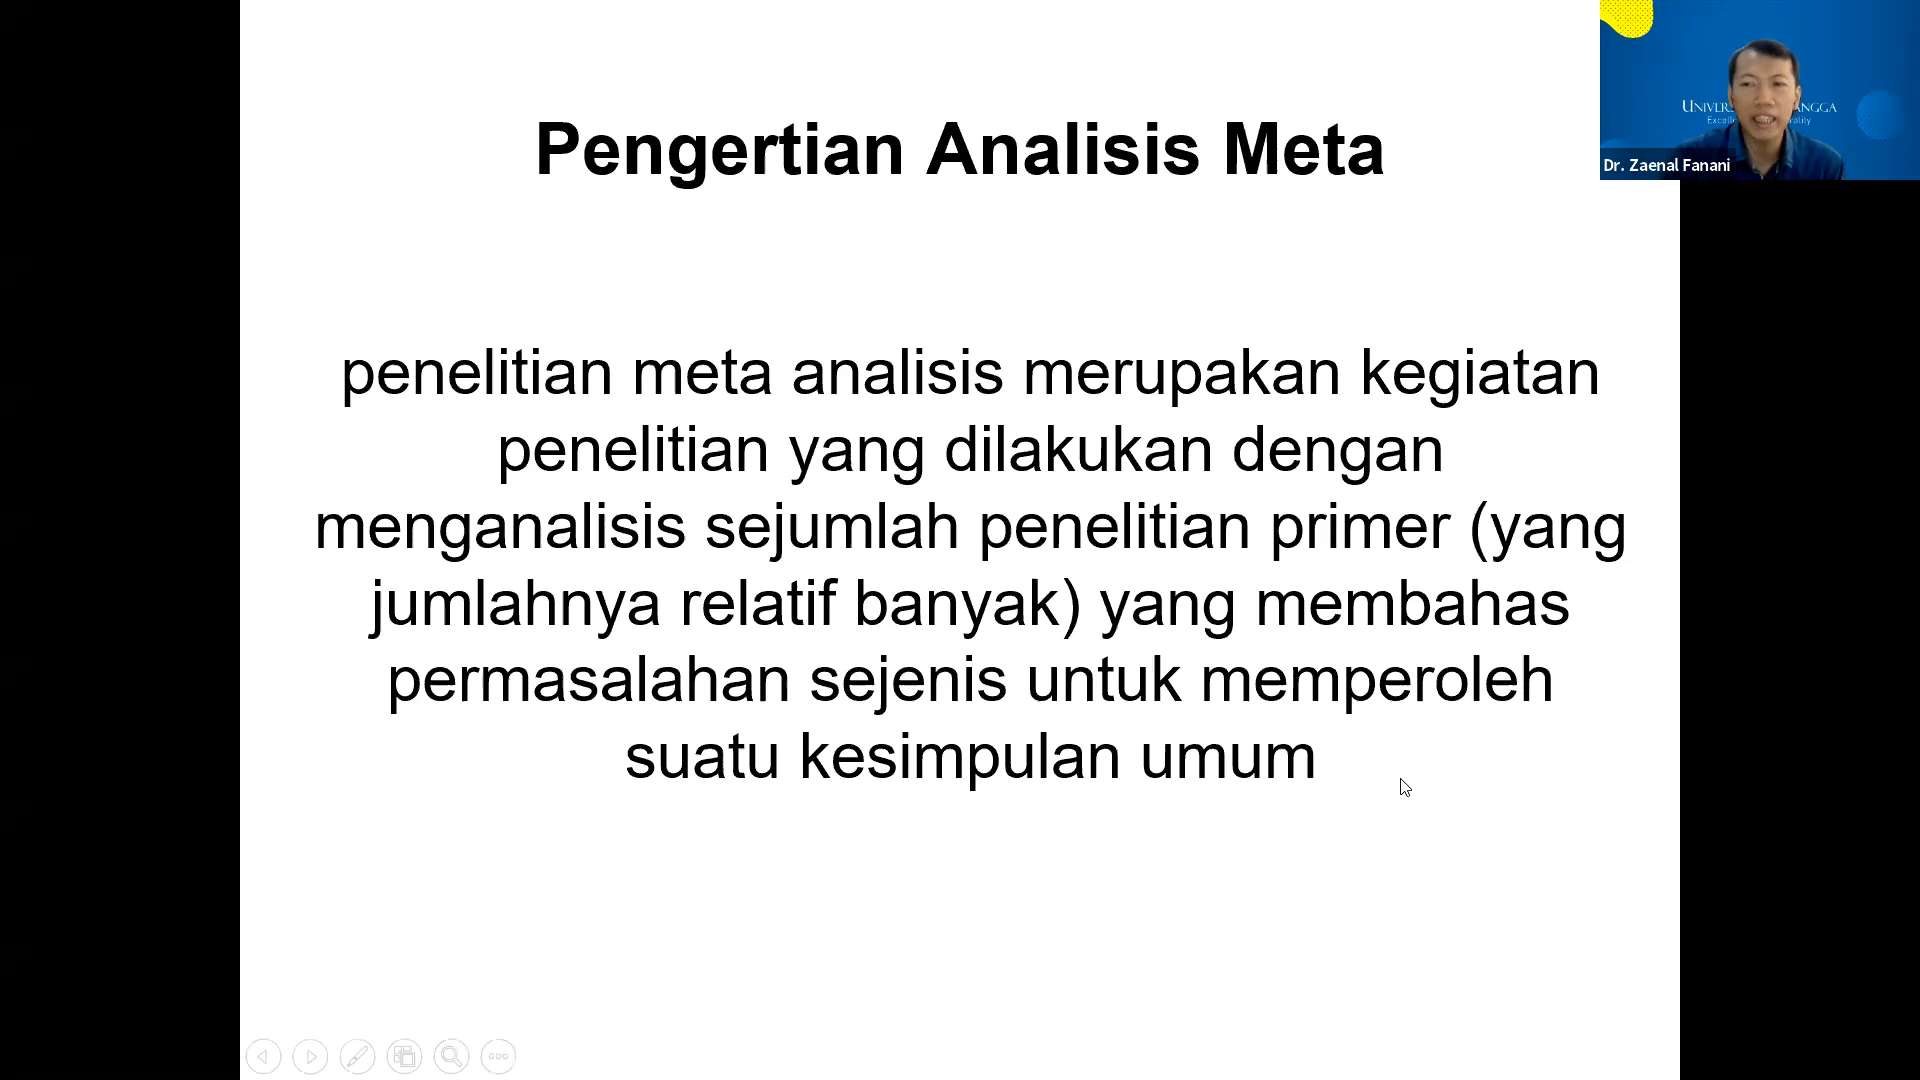 Pengertian Analisis Meta
penelitian meta analisis merupakan kegiatan
penelitian yang dilakukan dengan
menganalisis sejumlah penelitian primer (yang
jumlahnya relatif banyak) yang membahas
permasalahan sejenis untuk memperoleh
suatu kesimpulan umum
Dr. Zaenal Fanani